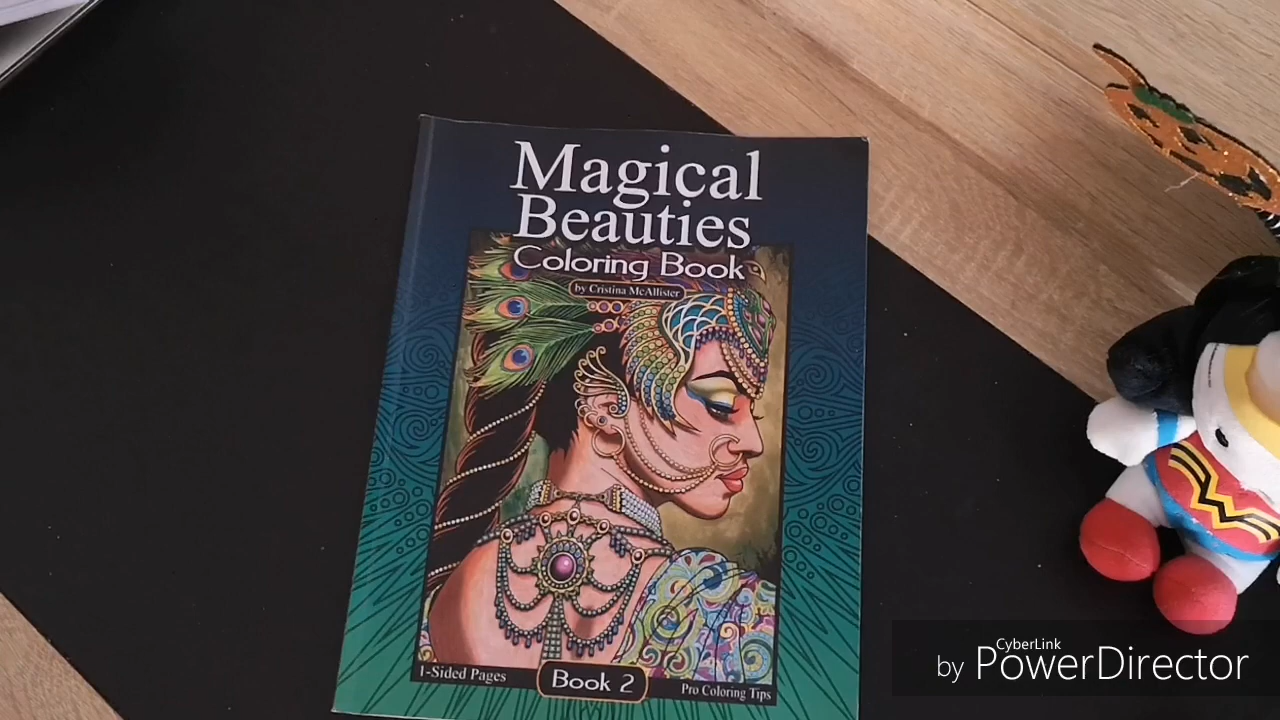 Magical
Beauties
Coloring Book
by Cristina McAllister
1-Sided Pages
Book 2
Pro Coloring Tips
CyberLink
by PowerDirector